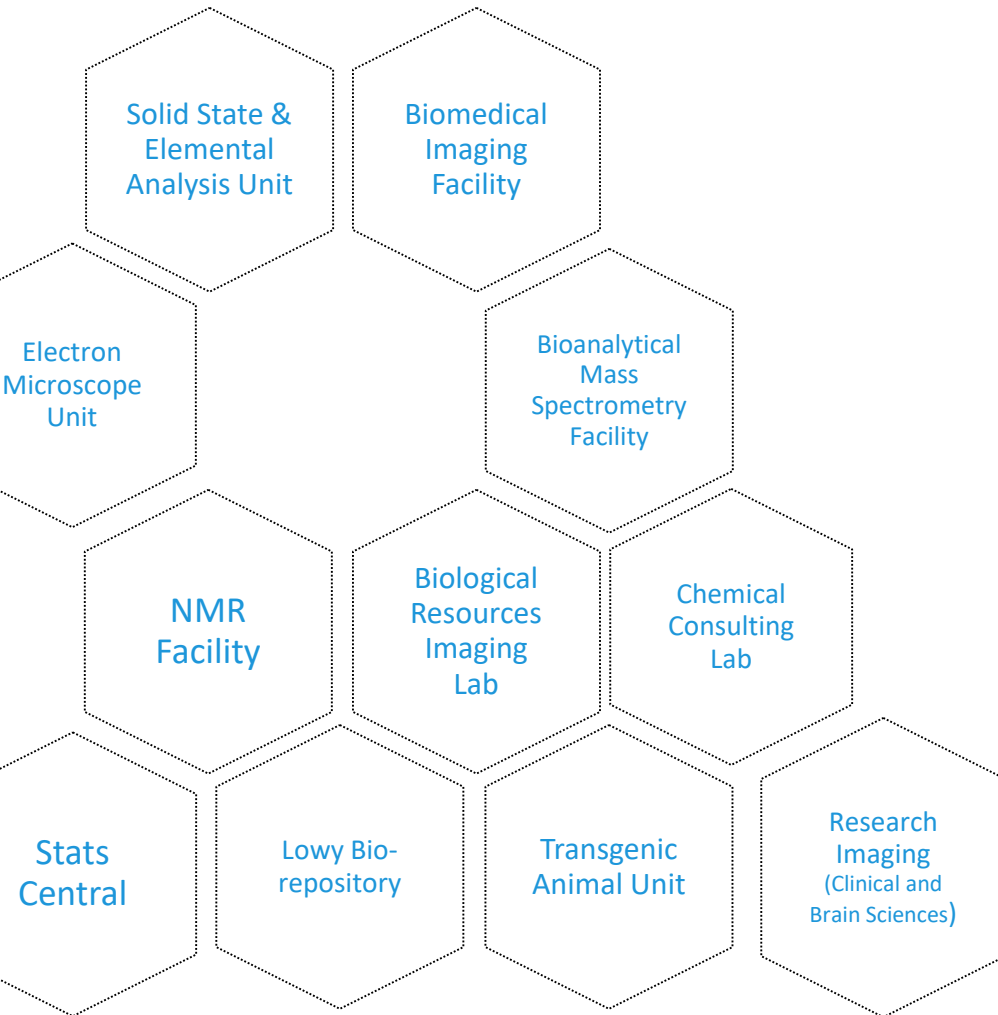 Solid State &
Elemental
Analysis Unit
Biomedical
Imaging
Facility
Electron
Microscope
Unit
Bioanalytical
Mass
Spectrometry
Facility
NMR
Facility
Biological
Resources
Imaging
Lab
Chemical
Consulting
Lab
Stats
Central
Lowy Bio-
repository
Transgenic
Animal Unit
Research
Imaging
(Clinical and
Brain Sciences)